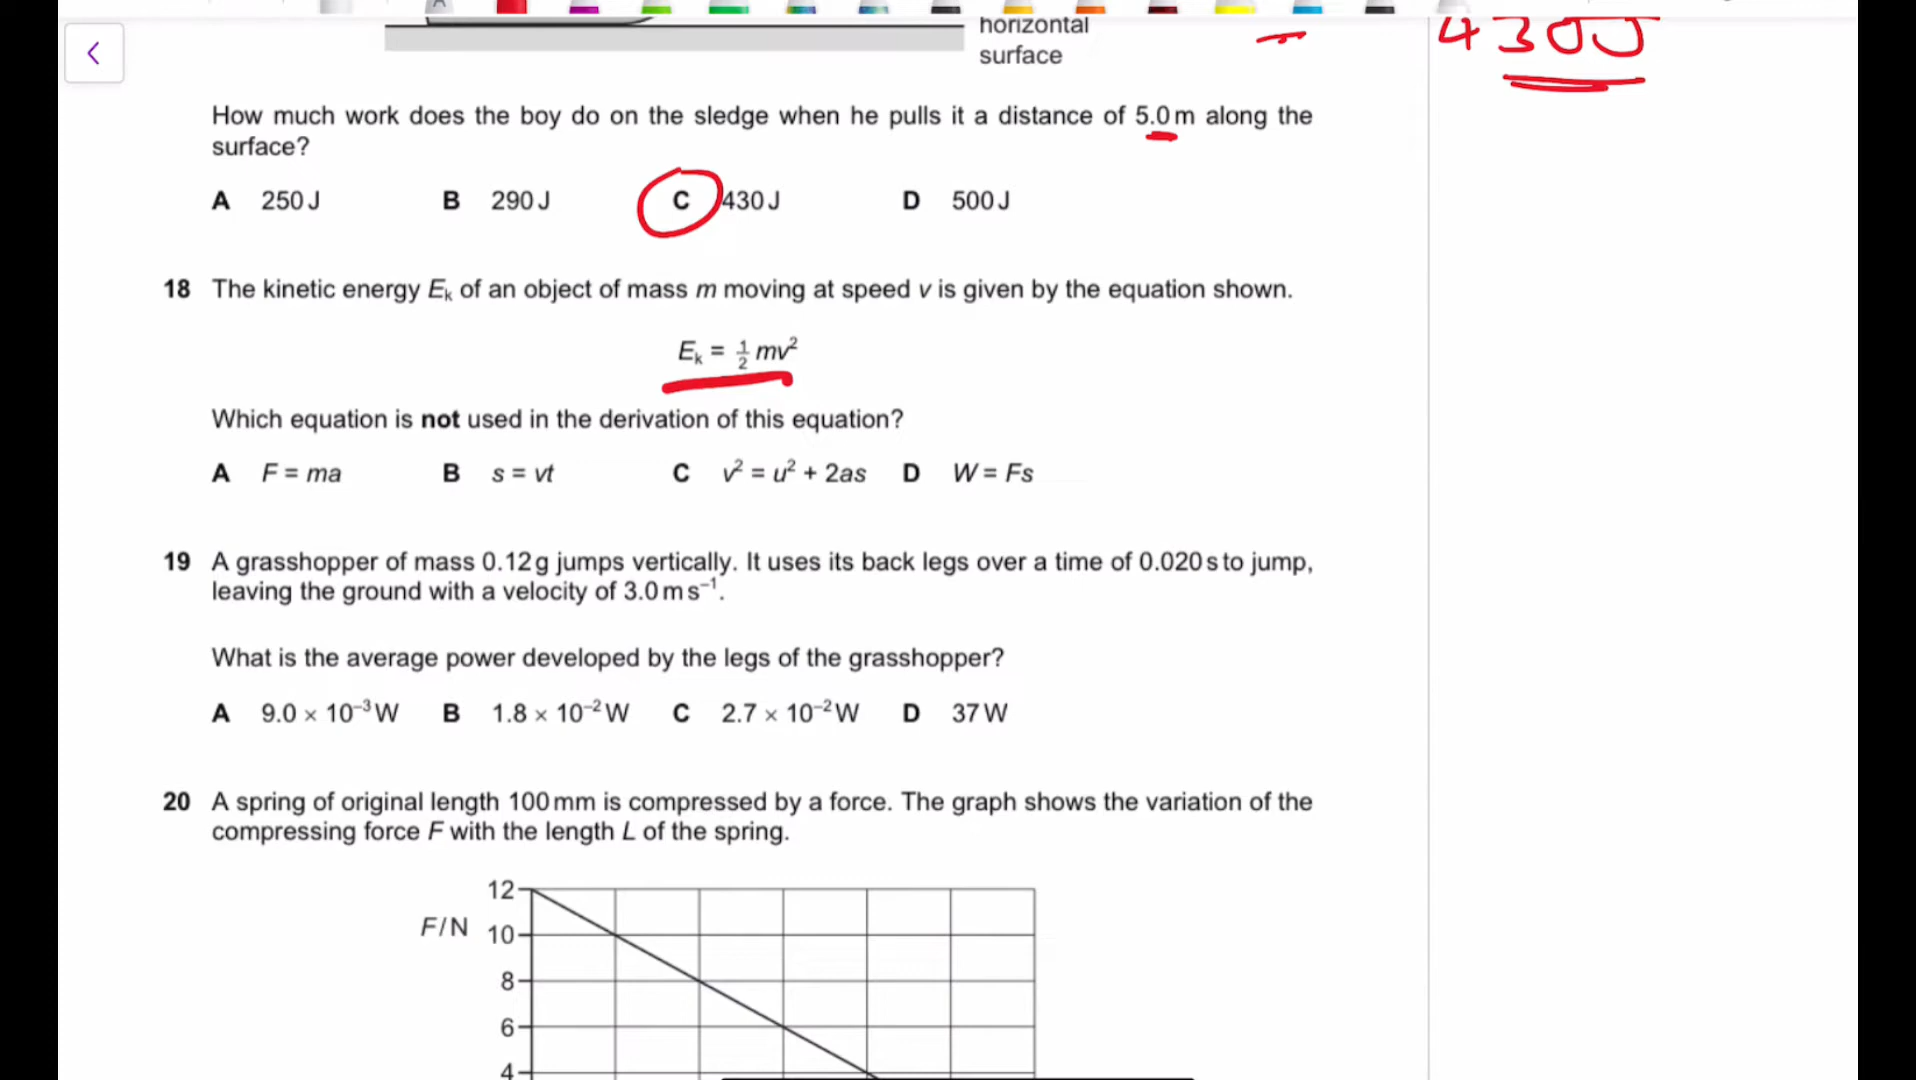 horizontal
surface
430J
How much work does the boy do on the sledge when he pulls it a distance of 5.0 m along the
surface?
A 250 J B 290 J C 430 J D 500 J
18 The kinetic energy Eₖ of an object of mass m moving at speed v is given by the equation shown.
Eₖ = ½ mv²
Which equation is not used in the derivation of this equation?
A F = ma B s = vt C v² = u² + 2as D W = Fs
19 A grasshopper of mass 0.12 g jumps vertically. It uses its back legs over a time of 0.020 s to jump,
leaving the ground with a velocity of 3.0 m s⁻¹.
What is the average power developed by the legs of the grasshopper?
A 9.0 × 10⁻³ W B 1.8 × 10⁻² W C 2.7 × 10⁻² W D 37 W
20 A spring of original length 100 mm is compressed by a force. The graph shows the variation of the
compressing force F with the length L of the spring.
12
F/N 10
8
6
4